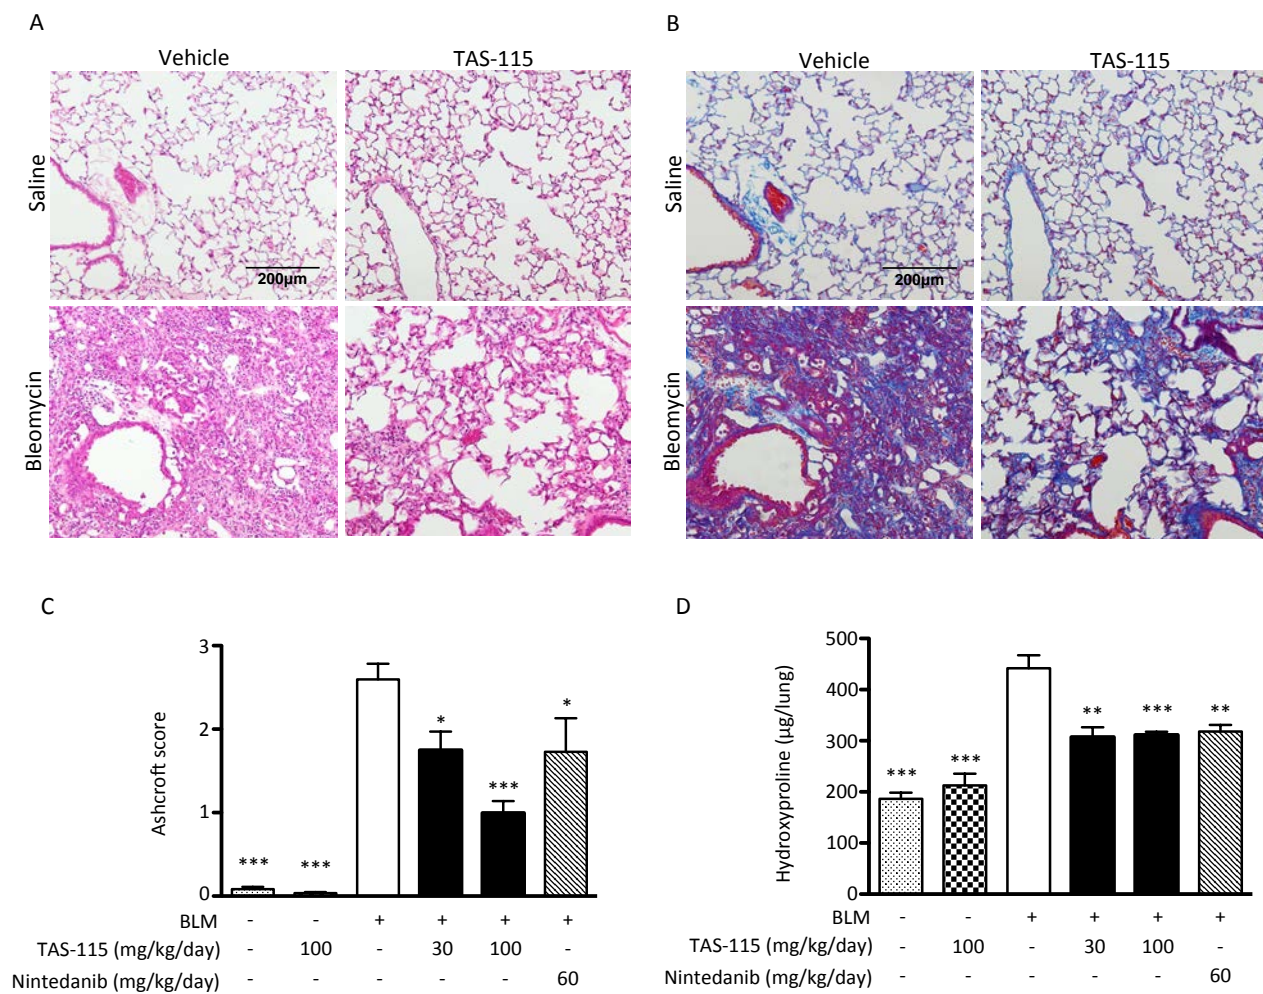 A
B
Vehicle
TAS-115
Vehicle
TAS-115
Saline
200μm
Saline
200μm
Bleomycin
Bleomycin
C
Ashcroft score
3
2
1
0
***
***
*
***
*
BLM - - + + + +
TAS-115 (mg/kg/day) - 100 - 30 100 -
Nintedanib (mg/kg/day) - - - - - 60
D
Hydroxyproline (μg/lung)
500
400
300
200
100
0
***
***
**
***
**
BLM - - + + + +
TAS-115 (mg/kg/day) - 100 - 30 100 -
Nintedanib (mg/kg/day) - - - - - 60